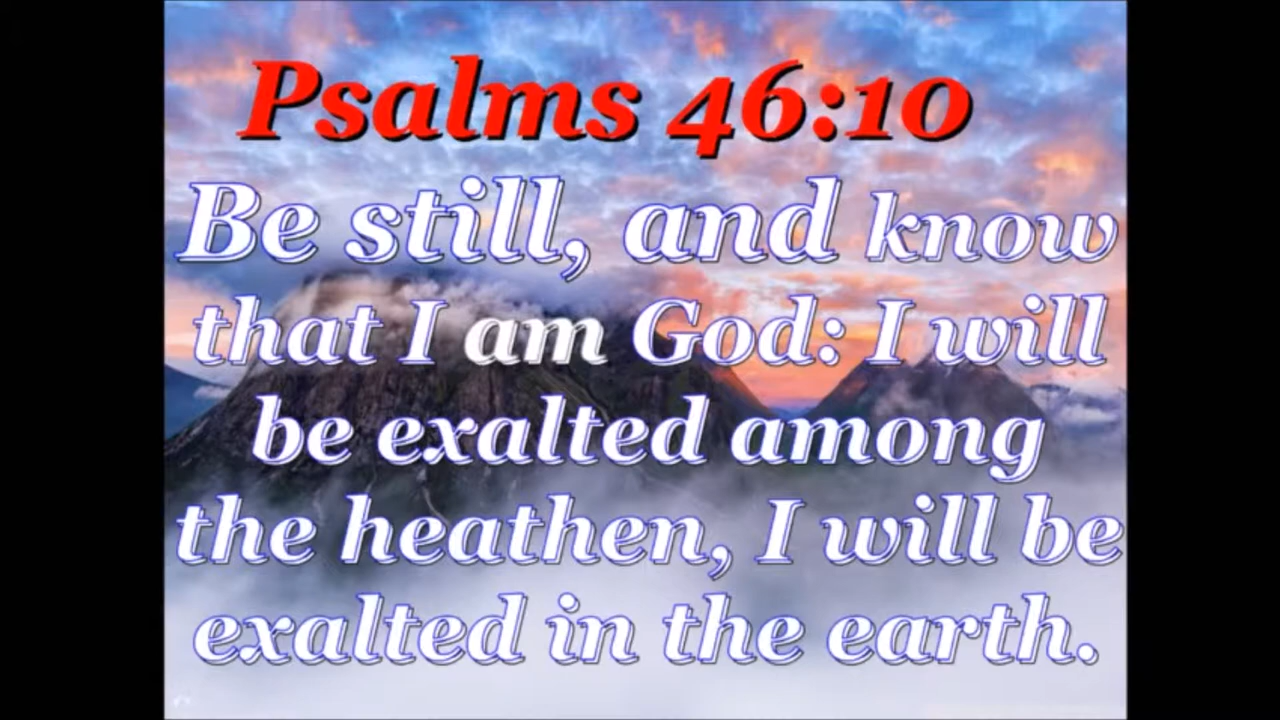 Psalms 46:10
Be still, and know
that I am God: I will
be exalted among
the heathen, I will be
exalted in the earth.